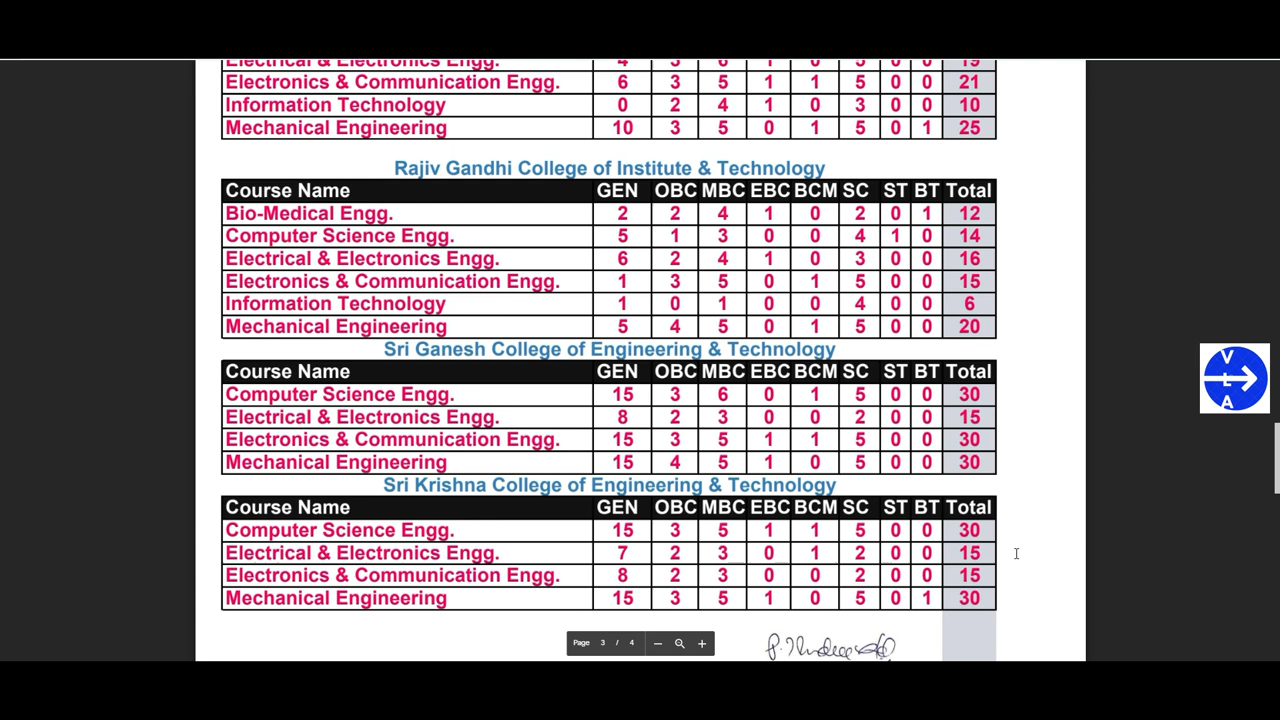 Electrical & Electronics Engg. 4 3 6 1 0 5 0 0 19
Electronics & Communication Engg. 6 3 5 1 1 5 0 0 21
Information Technology 0 2 4 1 0 3 0 0 10
Mechanical Engineering 10 3 5 0 1 5 0 1 25
Rajiv Gandhi College of Institute & Technology
Course Name GEN OBC MBC EBC BCM SC ST BT Total
Bio-Medical Engg. 2 2 4 1 0 2 0 1 12
Computer Science Engg. 5 1 3 0 0 4 1 0 14
Electrical & Electronics Engg. 6 2 4 1 0 3 0 0 16
Electronics & Communication Engg. 1 3 5 0 1 5 0 0 15
Information Technology 1 0 1 0 0 4 0 0 6
Mechanical Engineering 5 4 5 0 1 5 0 0 20
Sri Ganesh College of Engineering & Technology
Course Name GEN OBC MBC EBC BCM SC ST BT Total
Computer Science Engg. 15 3 6 0 1 5 0 0 30
Electrical & Electronics Engg. 8 2 3 0 0 2 0 0 15
Electronics & Communication Engg. 15 3 5 1 1 5 0 0 30
Mechanical Engineering 15 4 5 1 0 5 0 0 30
Sri Krishna College of Engineering & Technology
Course Name GEN OBC MBC EBC BCM SC ST BT Total
Computer Science Engg. 15 3 5 1 1 5 0 0 30
Electrical & Electronics Engg. 7 2 3 0 1 2 0 0 15
Electronics & Communication Engg. 8 2 3 0 0 2 0 0 15
Mechanical Engineering 15 3 5 1 0 5 0 1 30
Page 3 / 4
V
L
A